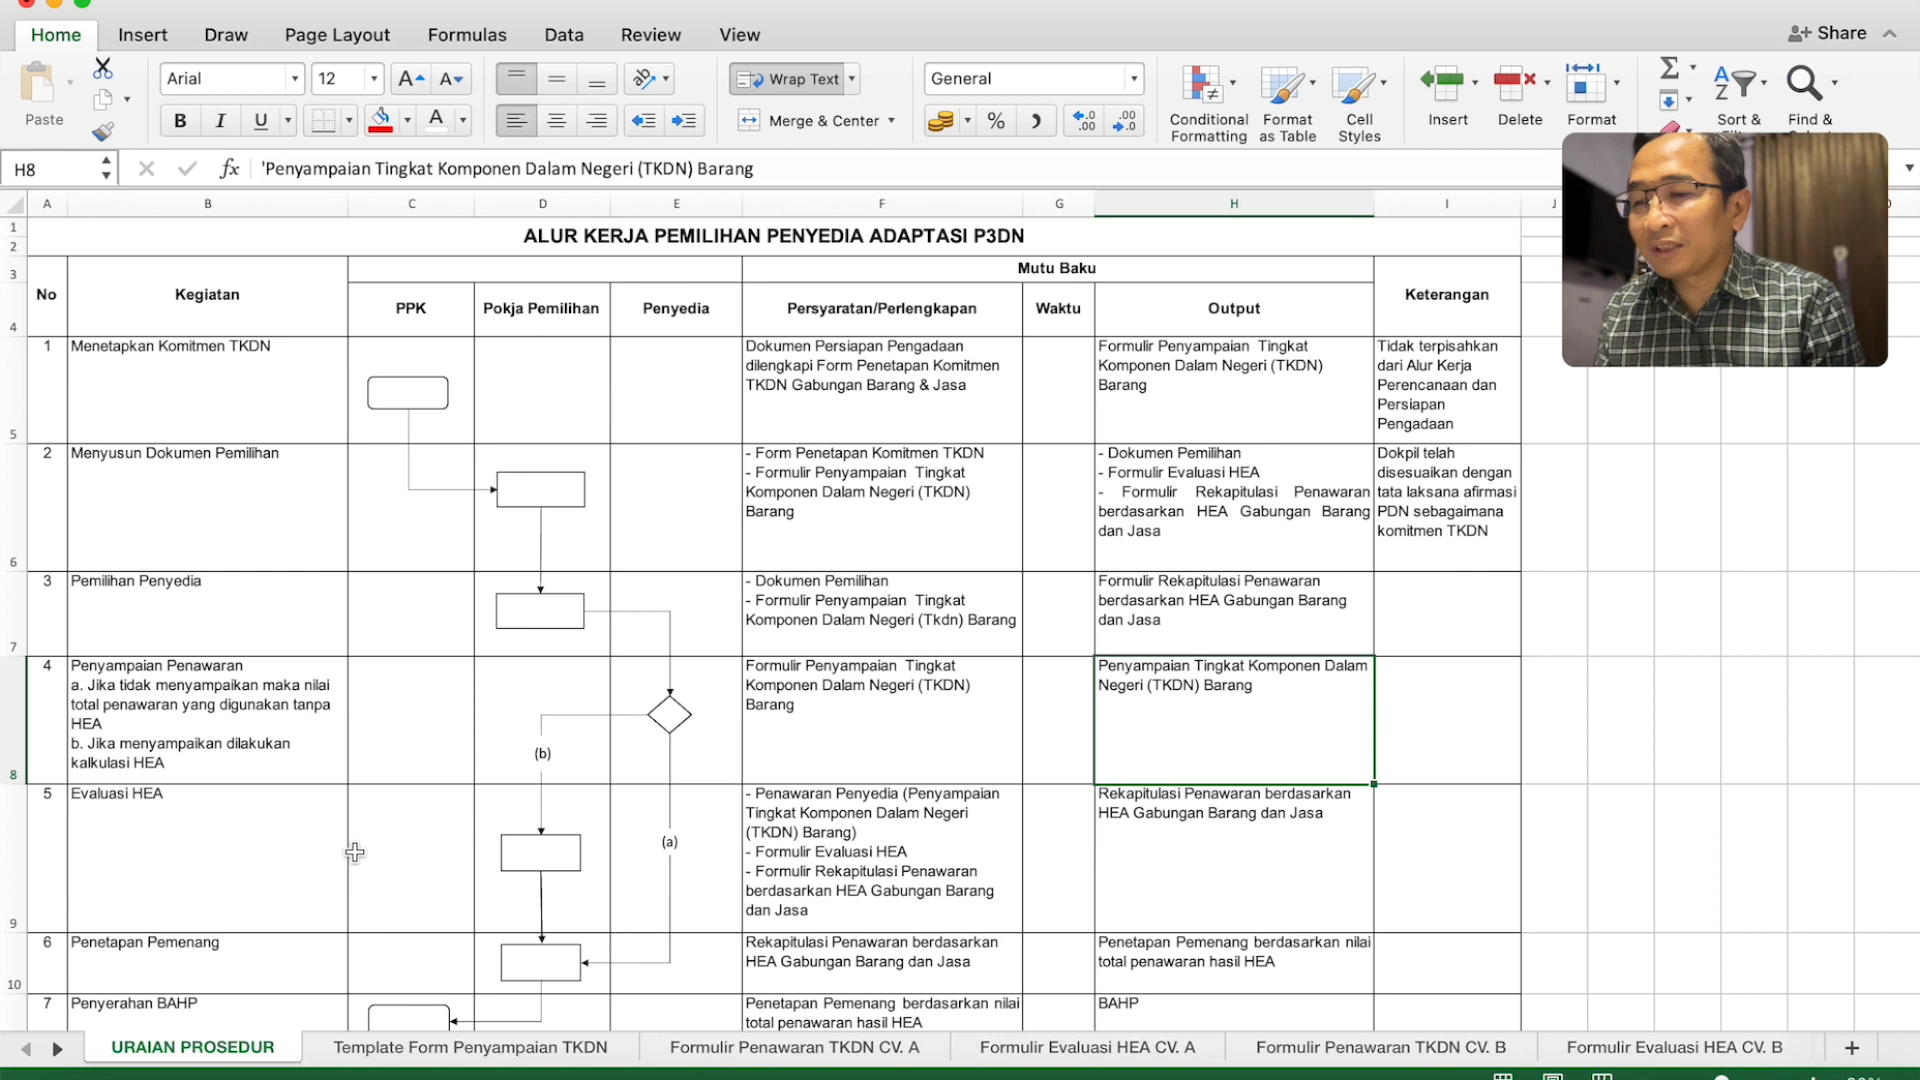 Home Insert Draw Page Layout Formulas Data Review View Share
Arial 12 Wrap Text General
Paste B I U A Merge & Center % Conditional Formatting Format as Table Cell Styles Insert Delete Format Sort & Find &
H8 fx 'Penyampaian Tingkat Komponen Dalam Negeri (TKDN) Barang
A B C D E F G H I J
1 ALUR KERJA PEMILIHAN PENYEDIA ADAPTASI P3DN
2
3 No Kegiatan Mutu Baku Keterangan
4 PPK Pokja Pemilihan Penyedia Persyaratan/Perlengkapan Waktu Output
1 Menetapkan Komitmen TKDN
Dokumen Persiapan Pengadaan
dilengkapi Form Penetapan Komitmen
TKDN Gabungan Barang & Jasa
Formulir Penyampaian Tingkat
Komponen Dalam Negeri (TKDN)
Barang
Tidak terpisahkan
dari Alur Kerja
Perencanaan dan
Persiapan
Pengadaan
5
2 Menyusun Dokumen Pemilihan
- Form Penetapan Komitmen TKDN
- Formulir Penyampaian Tingkat
Komponen Dalam Negeri (TKDN)
Barang
- Dokumen Pemilihan
- Formulir Evaluasi HEA
- Formulir Rekapitulasi Penawaran
berdasarkan HEA Gabungan Barang
dan Jasa
Dokpil telah
disesuaikan dengan
tata laksana afirmasi
PDN sebagaimana
komitmen TKDN
6
3 Pemilihan Penyedia
- Dokumen Pemilihan
- Formulir Penyampaian Tingkat
Komponen Dalam Negeri (Tkdn) Barang
Formulir Rekapitulasi Penawaran
berdasarkan HEA Gabungan Barang
dan Jasa
7
4 Penyampaian Penawaran
a. Jika tidak menyampaikan maka nilai
total penawaran yang digunakan tanpa
HEA
b. Jika menyampaikan dilakukan
kalkulasi HEA
(b)
Formulir Penyampaian Tingkat
Komponen Dalam Negeri (TKDN)
Barang
Penyampaian Tingkat Komponen Dalam
Negeri (TKDN) Barang
8
5 Evaluasi HEA
(a)
- Penawaran Penyedia (Penyampaian
Tingkat Komponen Dalam Negeri
(TKDN) Barang)
- Formulir Evaluasi HEA
- Formulir Rekapitulasi Penawaran
berdasarkan HEA Gabungan Barang
dan Jasa
Rekapitulasi Penawaran berdasarkan
HEA Gabungan Barang dan Jasa
9
6 Penetapan Pemenang
Rekapitulasi Penawaran berdasarkan
HEA Gabungan Barang dan Jasa
Penetapan Pemenang berdasarkan nilai
total penawaran hasil HEA
10
7 Penyerahan BAHP
Penetapan Pemenang berdasarkan nilai
total penawaran hasil HEA
BAHP
URAIAN PROSEDUR Template Form Penyampaian TKDN Formulir Penawaran TKDN CV. A Formulir Evaluasi HEA CV. A Formulir Penawaran TKDN CV. B Formulir Evaluasi HEA CV. B